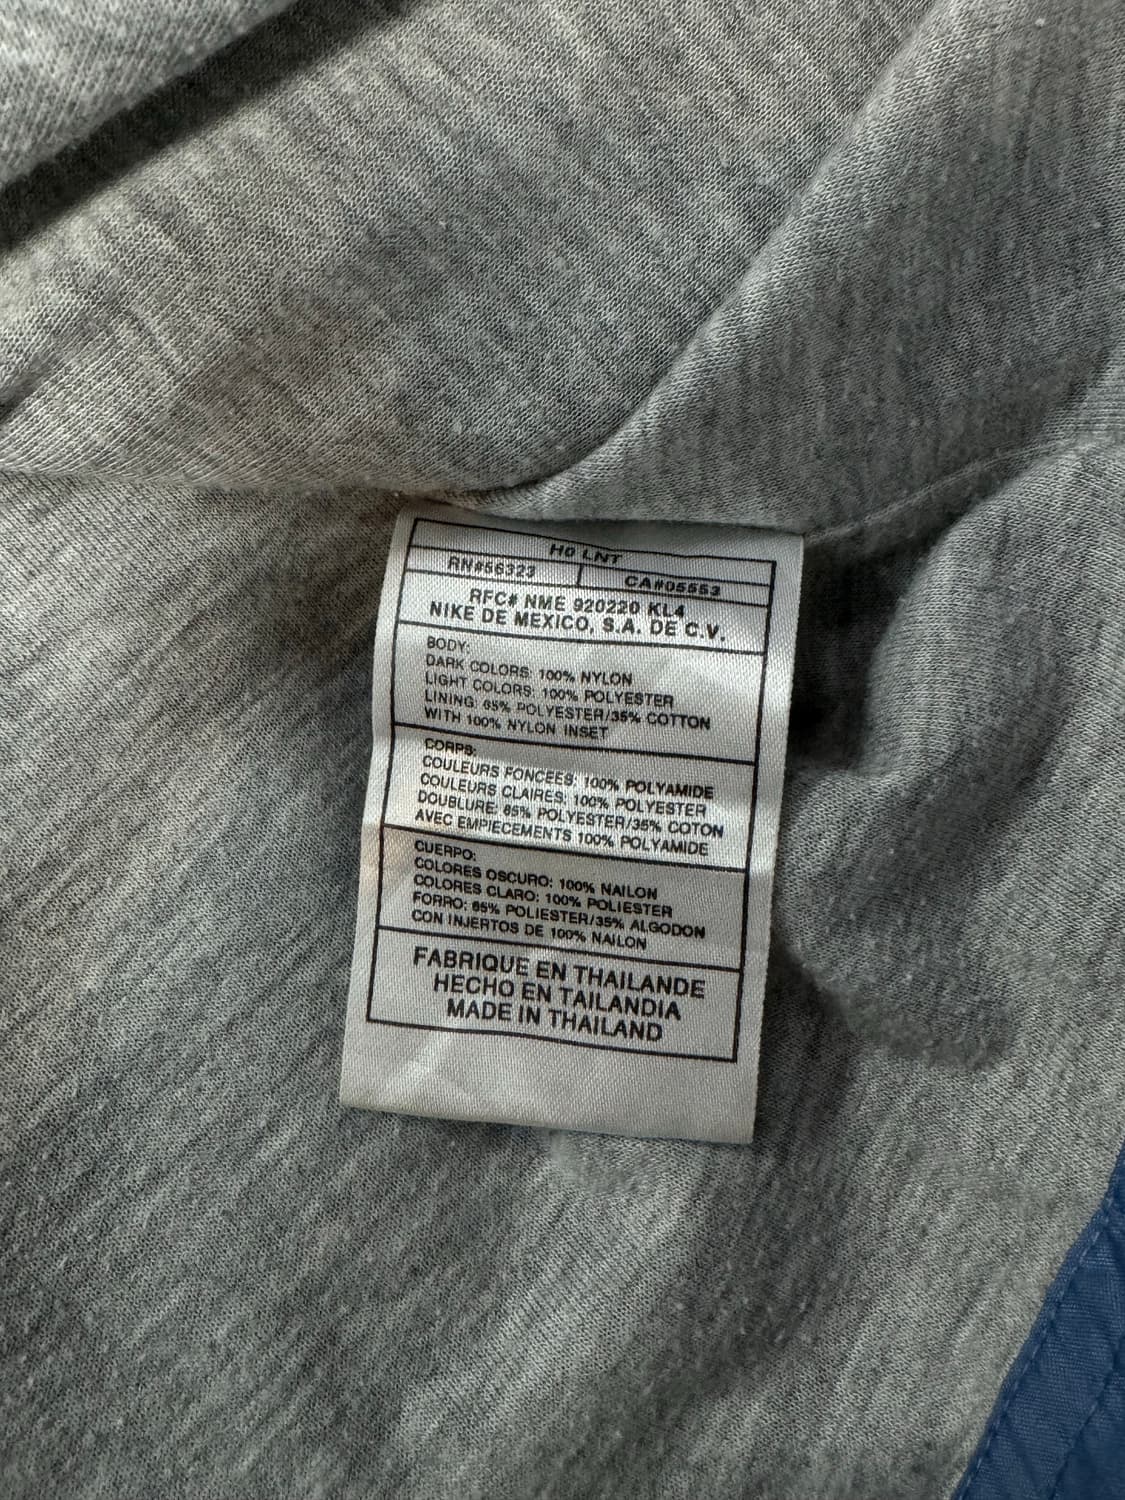 H0 LNT
RN#56323 CA#05553
RFC# NME 920220 KL4
NIKE DE MEXICO, S.A. DE C.V.
BODY:
DARK COLORS: 100% NYLON
LIGHT COLORS: 100% POLYESTER
LINING: 65% POLYESTER/35% COTTON
WITH 100% NYLON INSET
CORPS:
COULEURS FONCEES: 100% POLYAMIDE
COULEURS CLAIRES: 100% POLYESTER
DOUBLURE: 65% POLYESTER/35% COTON
AVEC EMPIECEMENTS 100% POLYAMIDE
CUERPO:
COLORES OSCURO: 100% NAILON
COLORES CLARO: 100% POLIESTER
FORRO: 65% POLIESTER/35% ALGODON
CON INJERTOS DE 100% NAILON
FABRIQUE EN THAILANDE
HECHO EN TAILANDIA
MADE IN THAILAND